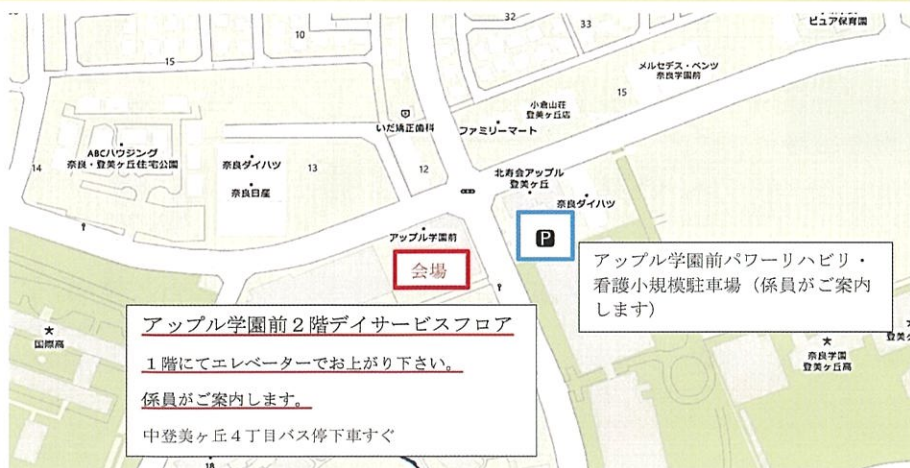 32
33
ピュア保育園
10
15
メルセデス・ベンツ
奈良学園前
15
小倉山荘
登美ヶ丘店
いだ矯正歯科
ファミリーマート
ABCハウジング
奈良・登美ヶ丘住宅公園
14
奈良ダイハツ
13
12
奈良日産
北寿会アップル
登美ヶ丘
奈良ダイハツ
アップル学園前
P
会場
アップル学園前パワーリハビリ・
看護小規模駐車場（係員がご案内
します）
アップル学園前２階デイサービスフロア
１階にてエレベーターでお上がり下さい。
係員がご案内します。
中登美ヶ丘４丁目バス停下車すぐ
国際高
奈良学園
登美ヶ丘高
18